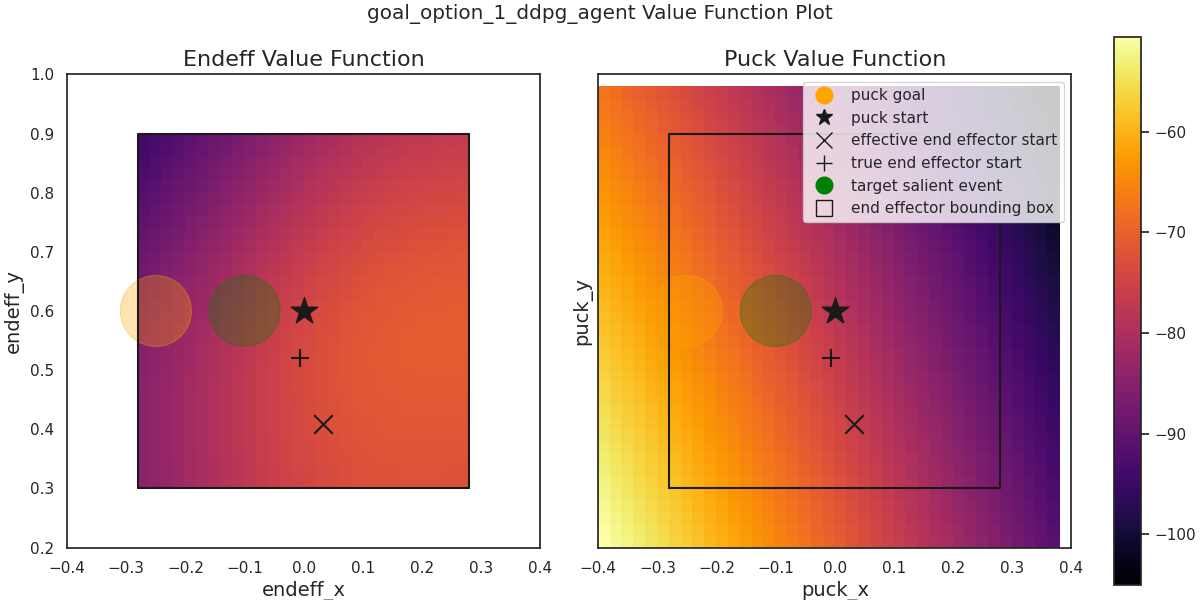 goal_option_1_ddpg_agent Value Function Plot
Endeff Value Function
1.0
0.9
0.8
0.7
0.6
0.5
0.4
0.3
0.2
endeff_y
−0.4 −0.3 −0.2 −0.1 0.0 0.1 0.2 0.3 0.4
endeff_x
Puck Value Function
puck goal
puck start
effective end effector start
true end effector start
target salient event
end effector bounding box
puck_y
−0.4 −0.3 −0.2 −0.1 0.0 0.1 0.2 0.3 0.4
puck_x
−60
−70
−80
−90
−100